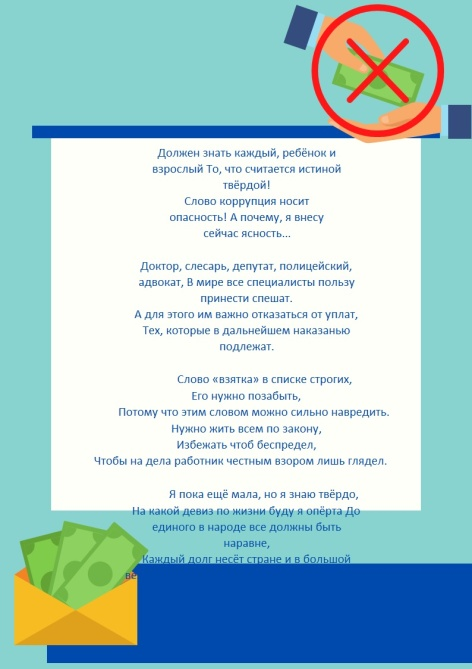 Должен знать каждый, ребёнок и
взрослый То, что считается истиной
твёрдой!
Слово коррупция носит
опасность! А почему, я внесу
сейчас ясность...
Доктор, слесарь, депутат, полицейский,
адвокат, В мире все специалисты пользу
принести спешат.
А для этого им важно отказаться от уплат,
Тех, которые в дальнейшем наказанью
подлежат.
Слово «взятка» в списке строгих,
Его нужно позабыть,
Потому что этим словом можно сильно навредить.
Нужно жить всем по закону,
Избежать чтоб беспредел,
Чтобы на дела работник честным взором лишь глядел.
Я пока ещё мала, но я знаю твёрдо,
На какой девиз по жизни буду я опёрта До
единого в народе все должны быть
наравне,
Каждый долг несёт стране и в большой